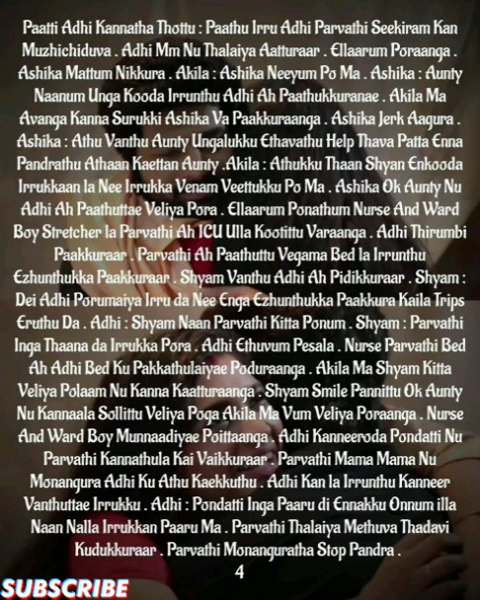 Paatti Adhi Kannatha Thottu : Paathu Irru Adhi Parvathi Seekiram Kan
Muzhichiduva . Adhi Mm Nu Thalaiya Aatturaar . Ellaarum Poraanga .
Ashika Mattum Nikkura . Akila : Ashika Neeyum Po Ma . Ashika : Aunty
Naanum Unga Kooda Irrunthu Adhi Ah Paathukkuranae . Akila Ma
Avanga Kanna Surukki Ashika Va Paakkuraanga . Ashika Jerk Aagura .
Ashika : Athu Vanthu Aunty Ungalukku Ethavathu Help Thava Patta Enna
Pandrathu Athaan Kaettan Aunty .Akila : Athukku Thaan Shyan Enkooda
Irrukkaan la Nee Irrukka Venam Veettukku Po Ma . Ashika Ok Aunty Nu
Adhi Ah Paathuttae Veliya Pora . Ellaarum Ponathum Nurse And Ward
Boy Stretcher la Parvathi Ah ICU Ulla Kootittu Varaanga . Adhi Thirumbi
Paakkuraar . Parvathi Ah Paathuttu Vegama Bed la Irrunthu
Ezhunthukka Paakkuraar . Shyam Vanthu Adhi Ah Pidikkuraar . Shyam :
Dei Adhi Porumaiya Irru da Nee Enga Ezhunthukka Paakkura Kaila Trips
Eruthu Da . Adhi : Shyam Naan Parvathi Kitta Ponum . Shyam : Parvathi
Inga Thaana da Irrukka Pora . Adhi Ethuvum Pesala . Nurse Parvathi Bed
Ah Adhi Bed Ku Pakkathulaiyae Poduraanga . Akila Ma Shyam Kitta
Veliya Polaam Nu Kanna Kaatturaanga . Shyam Smile Pannittu Ok Aunty
Nu Kannaala Sollittu Veliya Poga Akila Ma Vum Veliya Poraanga . Nurse
And Ward Boy Munnaadiyae Poittaanga . Adhi Kanneeroda Pondatti Nu
Parvathi Kannathula Kai Vaikkuraar . Parvathi Mama Mama Nu
Monangura Adhi Ku Athu Kaekkuthu . Adhi Kan la Irrunthu Kanneer
Vanthuttae Irrukku . Adhi : Pondatti Inga Paaru di Ennakku Onnum illa
Naan Nalla Irrukkan Paaru Ma . Parvathi Thalaiya Methuva Thadavi
Kudukkuraar . Parvathi Monanguratha Stop Pandra .
4
SUBSCRIBE